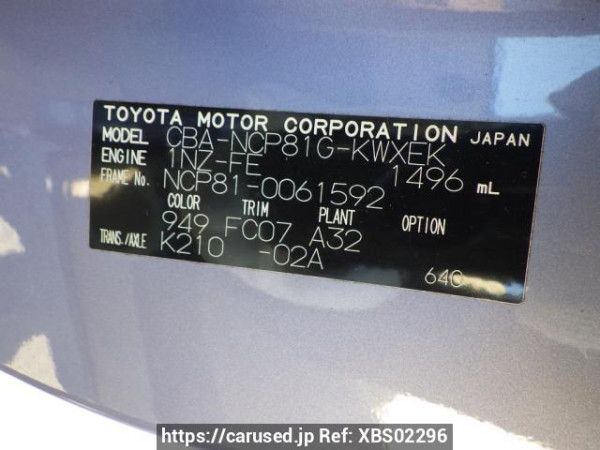 TOYOTA MOTOR CORPORATION JAPAN
MODEL CBA-NCP81G-KWXEK
ENGINE 1NZ-FE 1496 mL
FRAME No. NCP81-0061592
COLOR TRIM PLANT OPTION
949 FC07 A32
TRANS./AXLE K210 -02A
640
https://carused.jp Ref: XBS02296